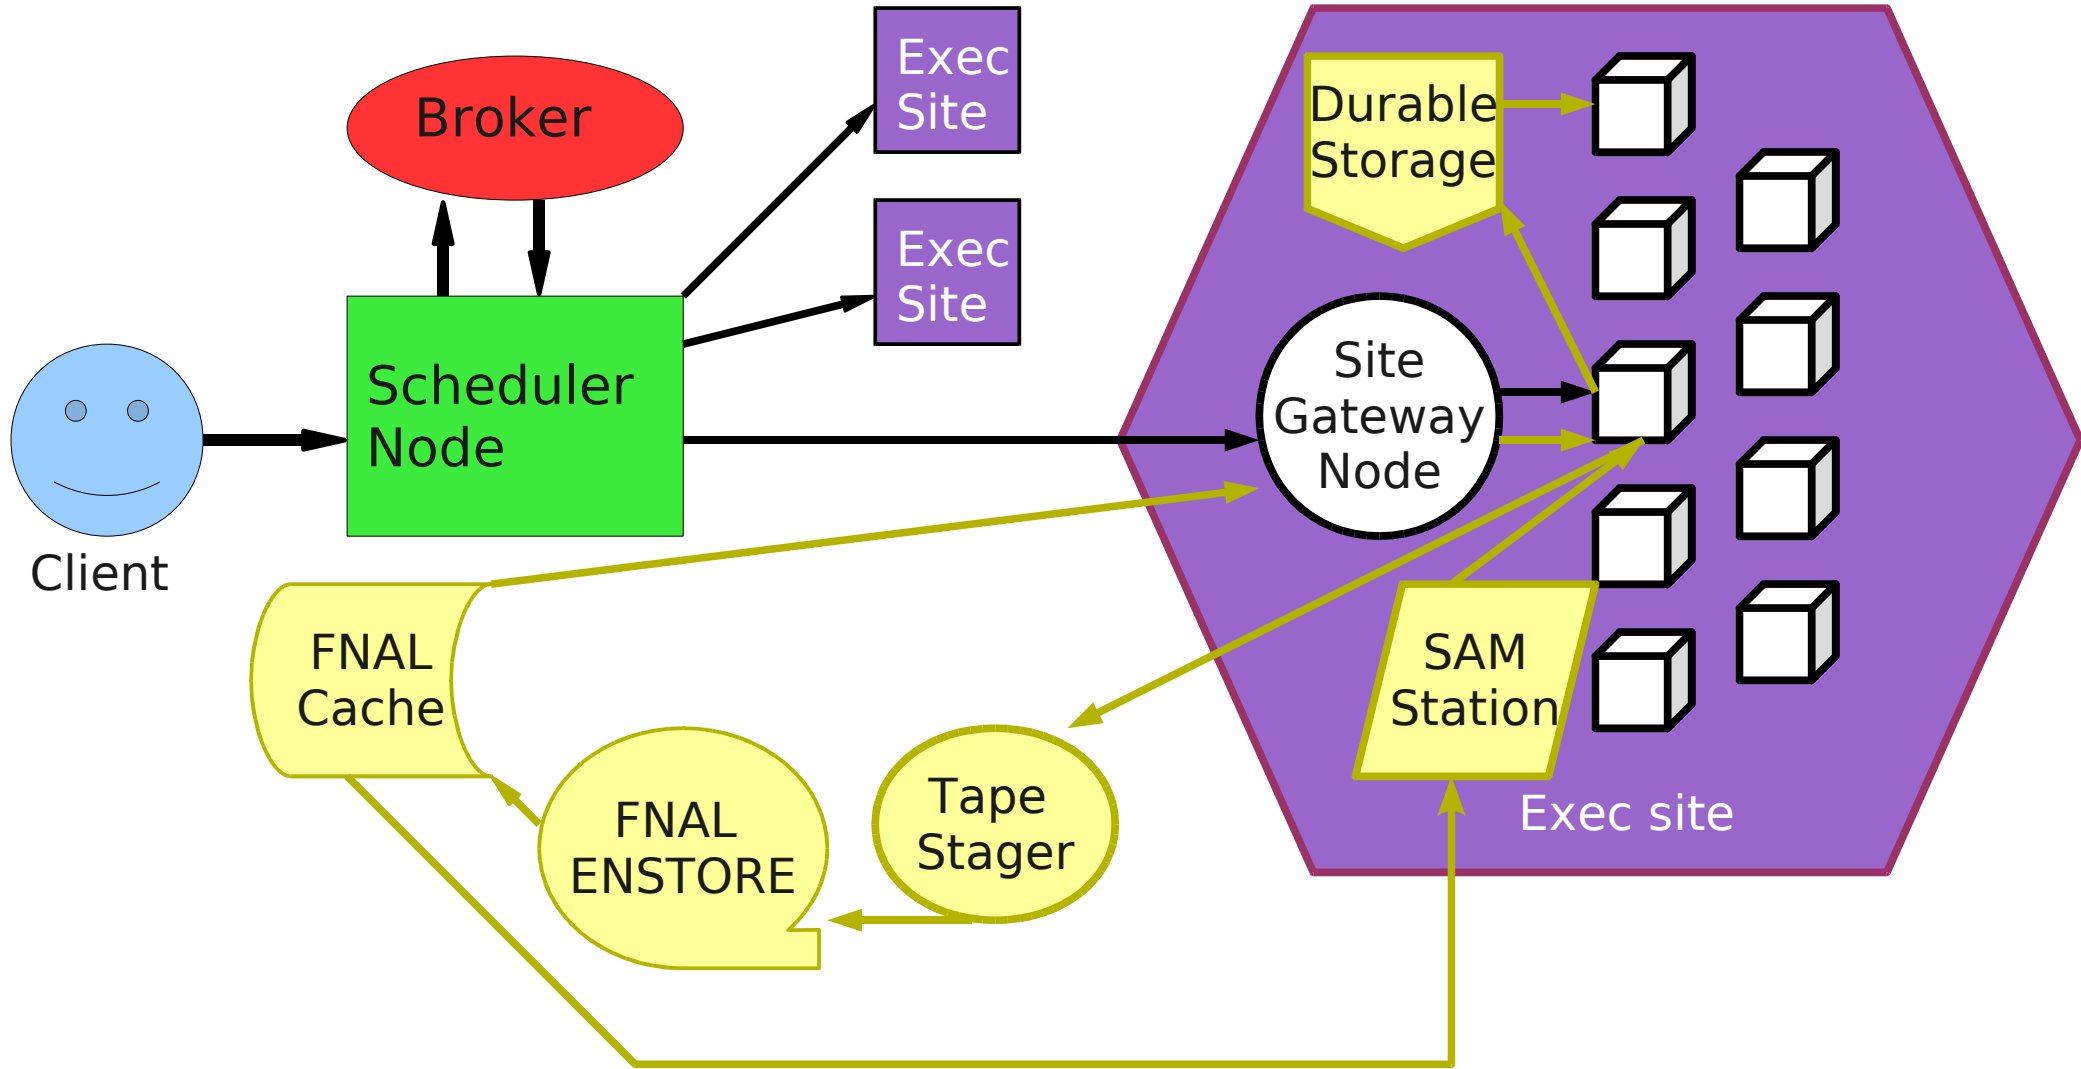 Broker
Exec
Site
Exec
Site
Durable
Storage
Scheduler
Node
Site
Gateway
Node
Client
FNAL
Cache
SAM
Station
FNAL
ENSTORE
Tape
Stager
Exec site